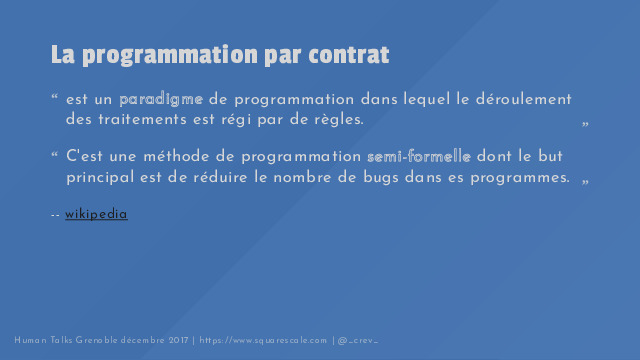 La programmation par contrat
“ est un paradigme de programmation dans lequel le déroulement
des traitements est régi par de règles. „
“ C'est une méthode de programmation semi-formelle dont le but
principal est de réduire le nombre de bugs dans es programmes. „
-- wikipedia
Human Talks Grenoble décembre 2017 | https://www.squarescale.com | @_crev_